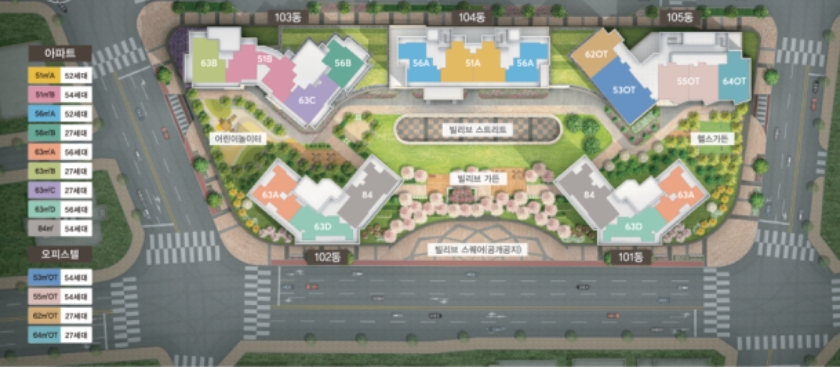 103동
104동
105동
아파트
51㎡A 52세대
51㎡B 54세대
56㎡A 52세대
56㎡B 27세대
63㎡A 56세대
63㎡B 27세대
63㎡C 27세대
63㎡D 56세대
84㎡
오피스텔
53㎡OT 54세대
55㎡OT 54세대
62㎡OT 27세대
64㎡OT 27세대
63B
51B
63C
56B
56A
51A
56A
62OT
53OT
55OT
64OT
어린이놀이터
빌리브 스트리트
헬스가든
빌리브 가든
63A
63D
84
84
63D
63A
빌리브 스퀘어(공개공지)
102동
101동